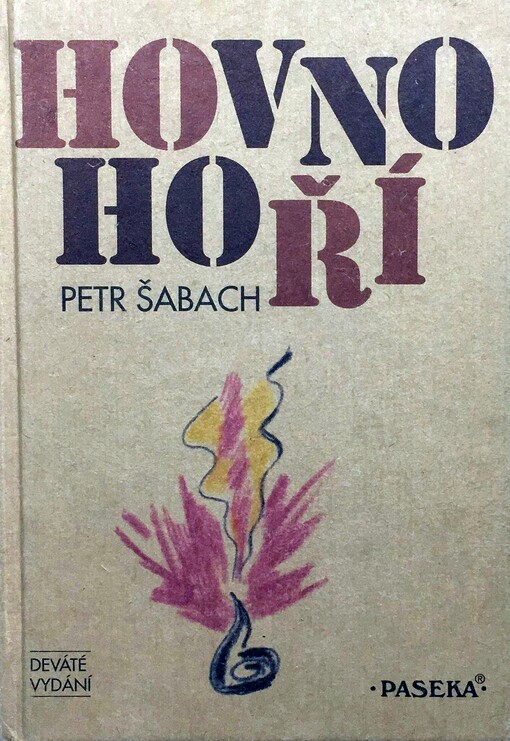 HOVNO
HOŘÍ
PETR ŠABACH
DEVÁTÉ
VYDÁNÍ
·PASEKA®·